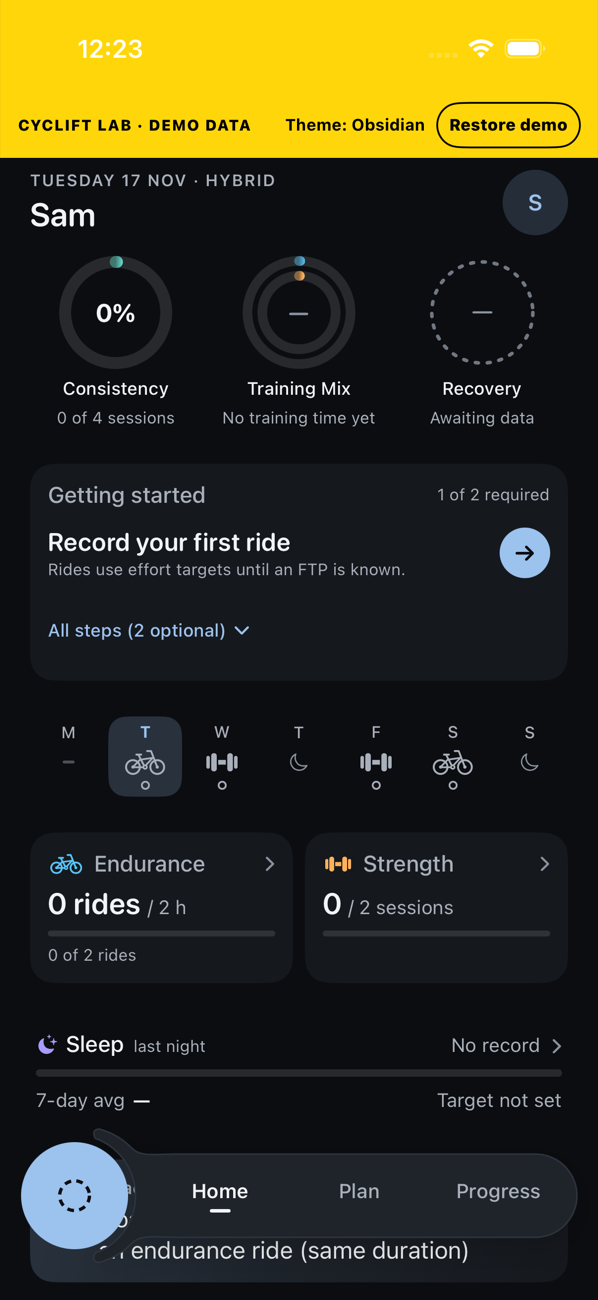 12:23
CYCLIFT LAB · DEMO DATA Theme: Obsidian Restore demo
TUESDAY 17 NOV · HYBRID
Sam
S
0% — —
Consistency Training Mix Recovery
0 of 4 sessions No training time yet Awaiting data
Getting started 1 of 2 required
Record your first ride
Rides use effort targets until an FTP is known.
All steps (2 optional)
M T W T F S S
Endurance Strength
0 rides / 2 h 0 / 2 sessions
0 of 2 rides
Sleep last night No record
7-day avg — Target not set
Home Plan Progress
endurance ride (same duration)